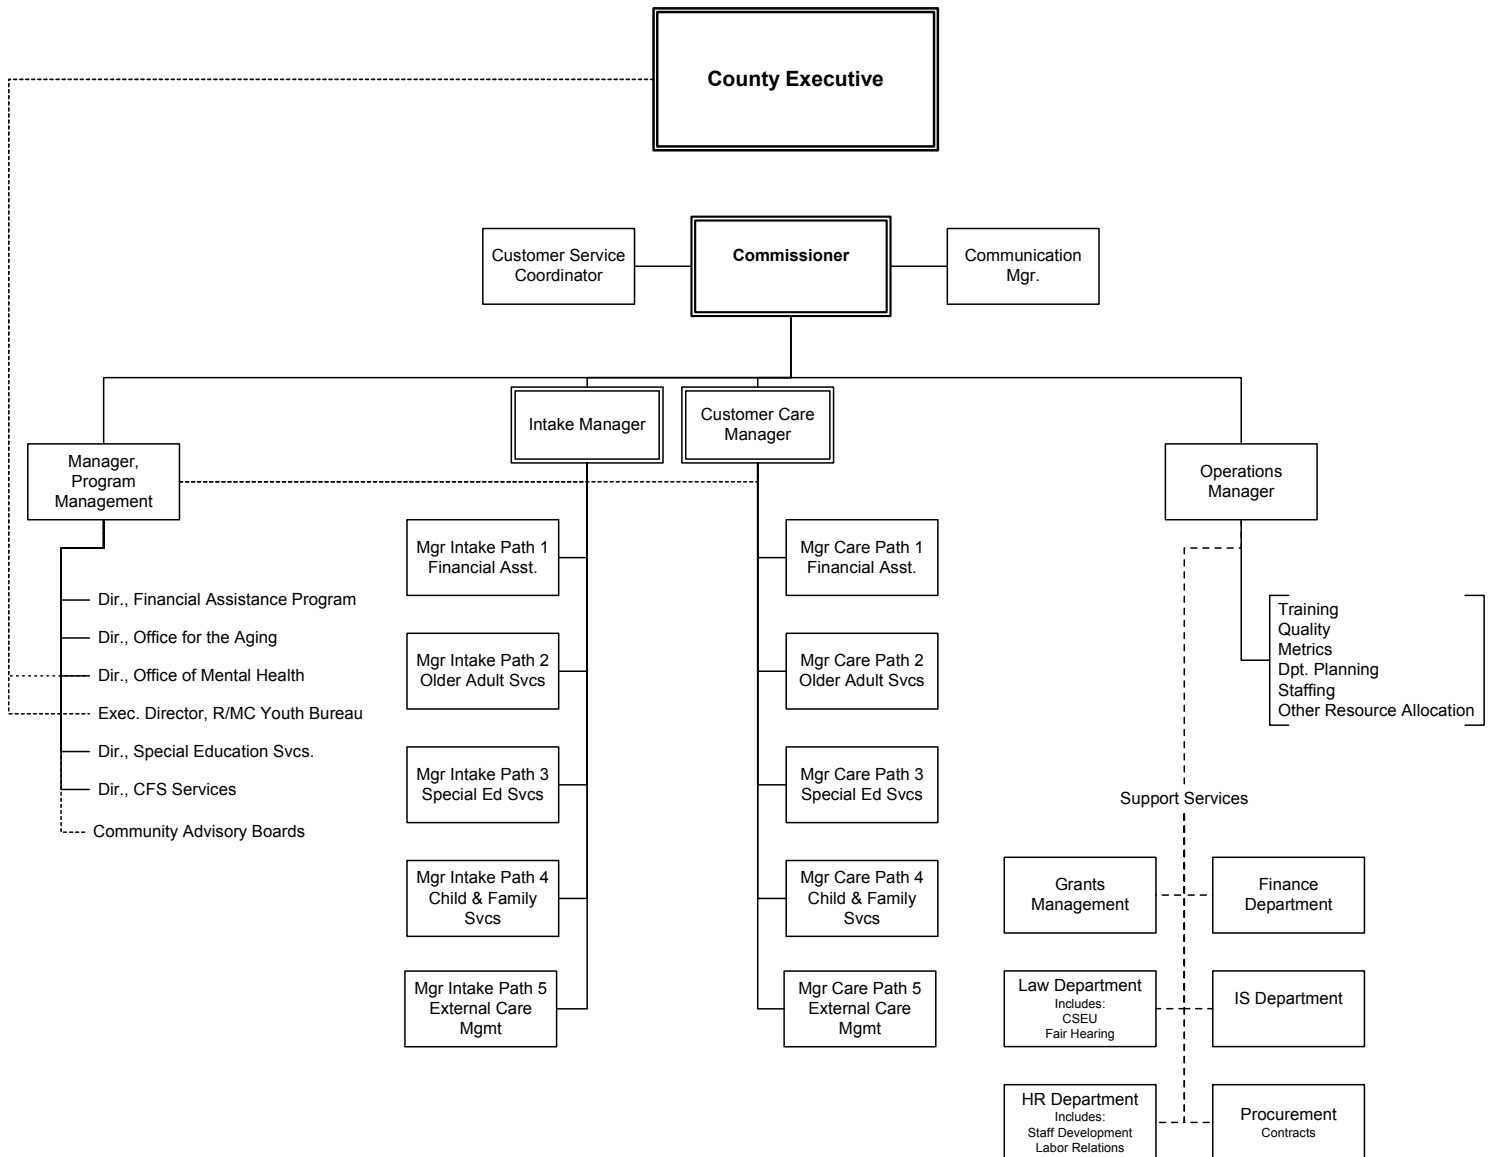 County Executive
Customer Service
Coordinator
Commissioner
Communication
Mgr.
Intake Manager
Customer Care
Manager
Manager,
Program
Management
Operations
Manager
Dir., Financial Assistance Program
Dir., Office for the Aging
Dir., Office of Mental Health
Exec. Director, R/MC Youth Bureau
Dir., Special Education Svcs.
Dir., CFS Services
Community Advisory Boards
Mgr Intake Path 1
Financial Asst.
Mgr Intake Path 2
Older Adult Svcs
Mgr Intake Path 3
Special Ed Svcs
Mgr Intake Path 4
Child & Family
Svcs
Mgr Intake Path 5
External Care
Mgmt
Mgr Care Path 1
Financial Asst.
Mgr Care Path 2
Older Adult Svcs
Mgr Care Path 3
Special Ed Svcs
Mgr Care Path 4
Child & Family
Svcs
Mgr Care Path 5
External Care
Mgmt
Training
Quality
Metrics
Dpt. Planning
Staffing
Other Resource Allocation
Support Services
Grants
Management
Finance
Department
Law Department
Includes:
CSEU
Fair Hearing
IS Department
HR Department
Includes:
Staff Development
Labor Relations
Procurement
Contracts